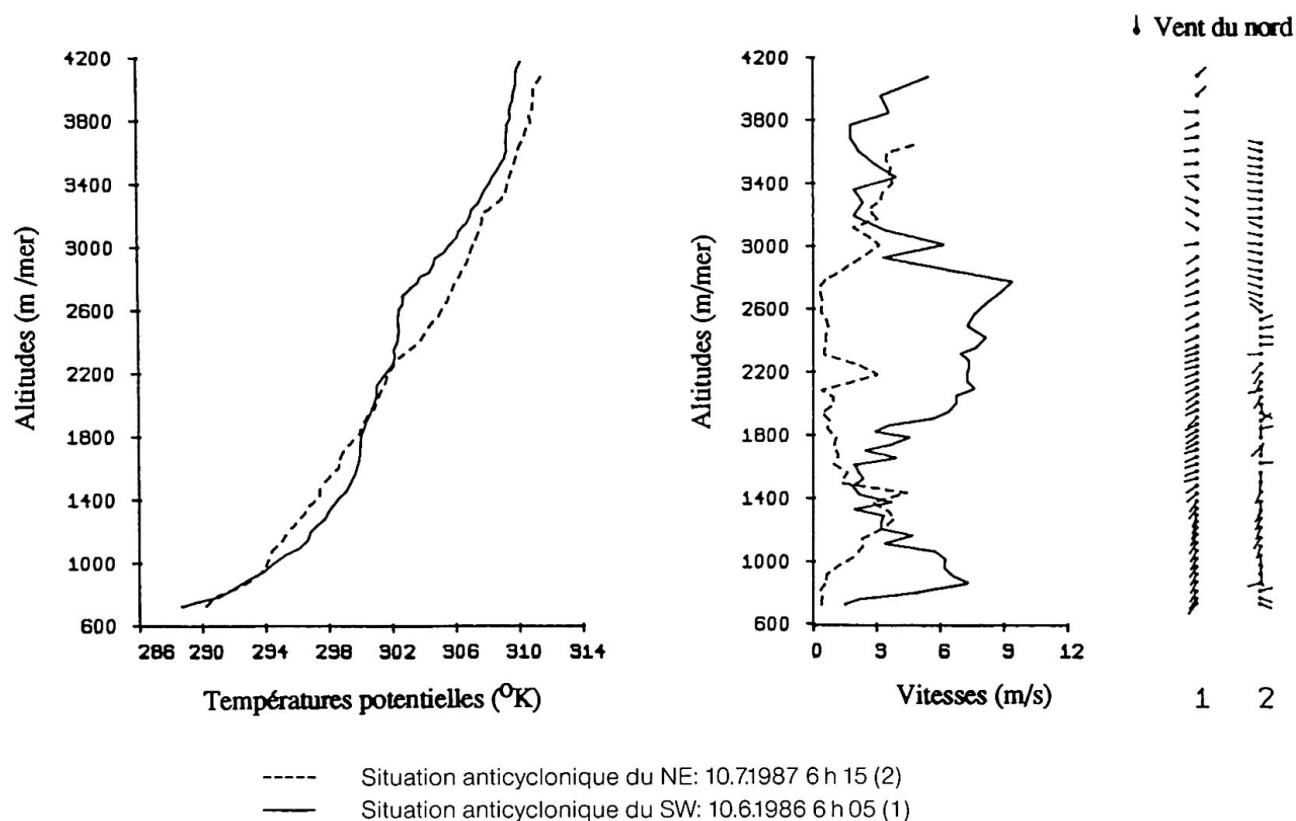 Vent du nord
4200
3800
3400
3000
2600
2200
1800
1400
1000
600
Altitudes (m /mer)
286 290 294 298 302 306 310 314
Températures potentielles (°K)
4200
3800
3400
3000
2600
2200
1800
1400
1000
600
Altitudes (m/mer)
0 3 6 9 12
Vitesses (m/s)
1 2
Situation anticyclonique du NE: 10.7.1987 6 h 15 (2)
Situation anticyclonique du SW: 10.6.1986 6 h 05 (1)